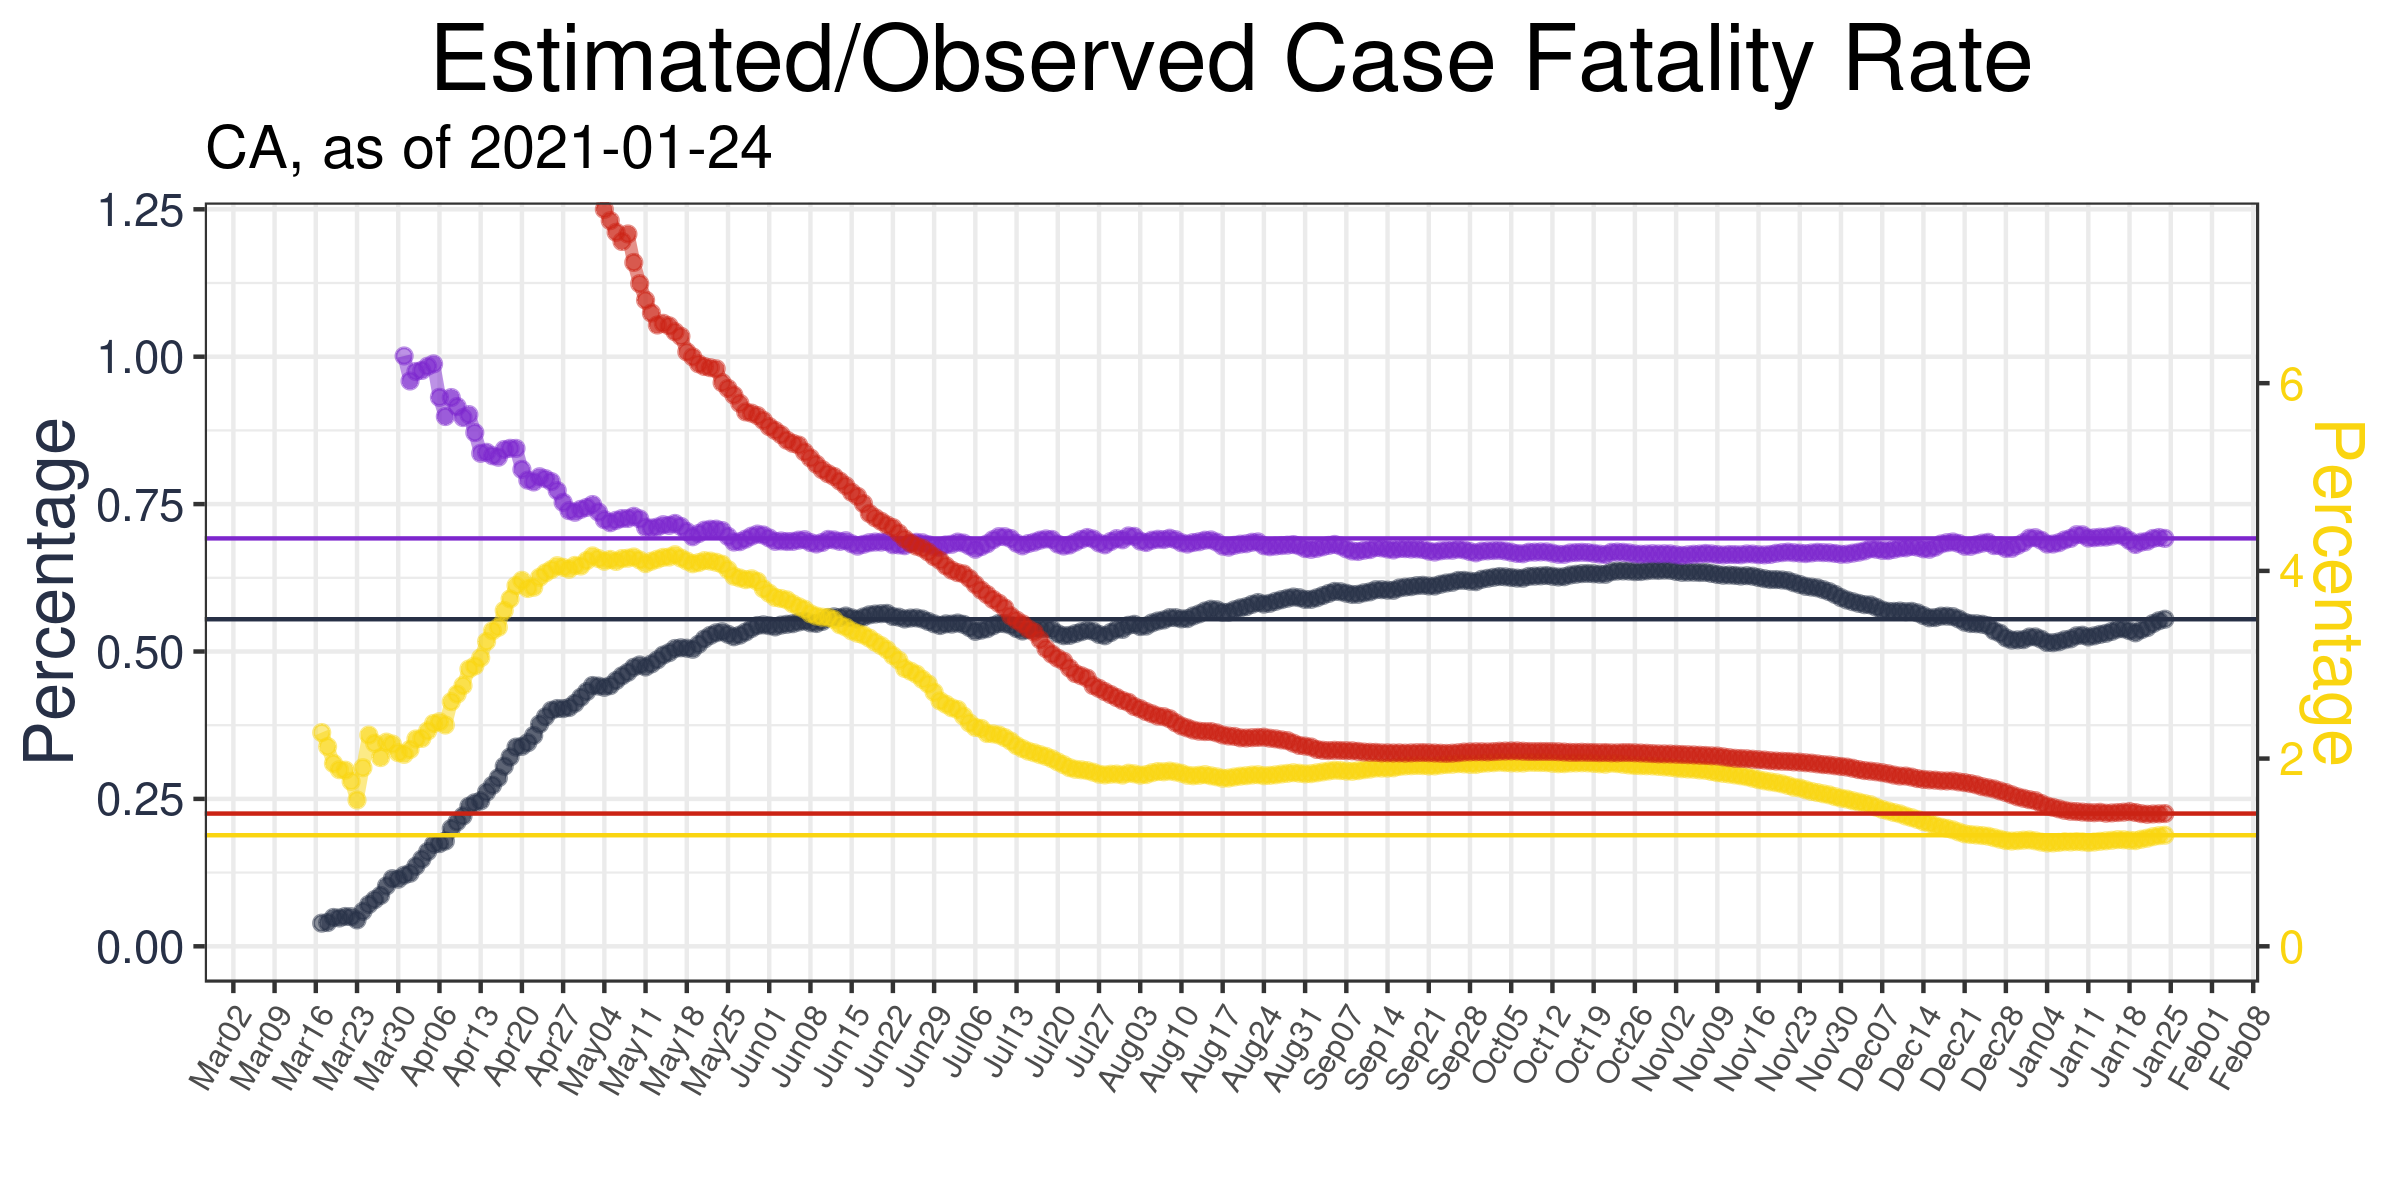 Estimated/Observed Case Fatality Rate
CA, as of 2021-01-24
Percentage
1.25
1.00
0.75
0.50
0.25
0.00
6
4
2
0
Percentage
Mar02
Mar09
Mar16
Mar23
Mar30
Apr06
Apr13
Apr20
Apr27
May04
May11
May18
May25
Jun01
Jun08
Jun15
Jun22
Jun29
Jul06
Jul13
Jul20
Jul27
Aug03
Aug10
Aug17
Aug24
Aug31
Sep07
Sep14
Sep21
Sep28
Oct05
Oct12
Oct19
Oct26
Nov02
Nov09
Nov16
Nov23
Nov30
Dec07
Dec14
Dec21
Dec28
Jan04
Jan11
Jan18
Jan25
Feb01
Feb08